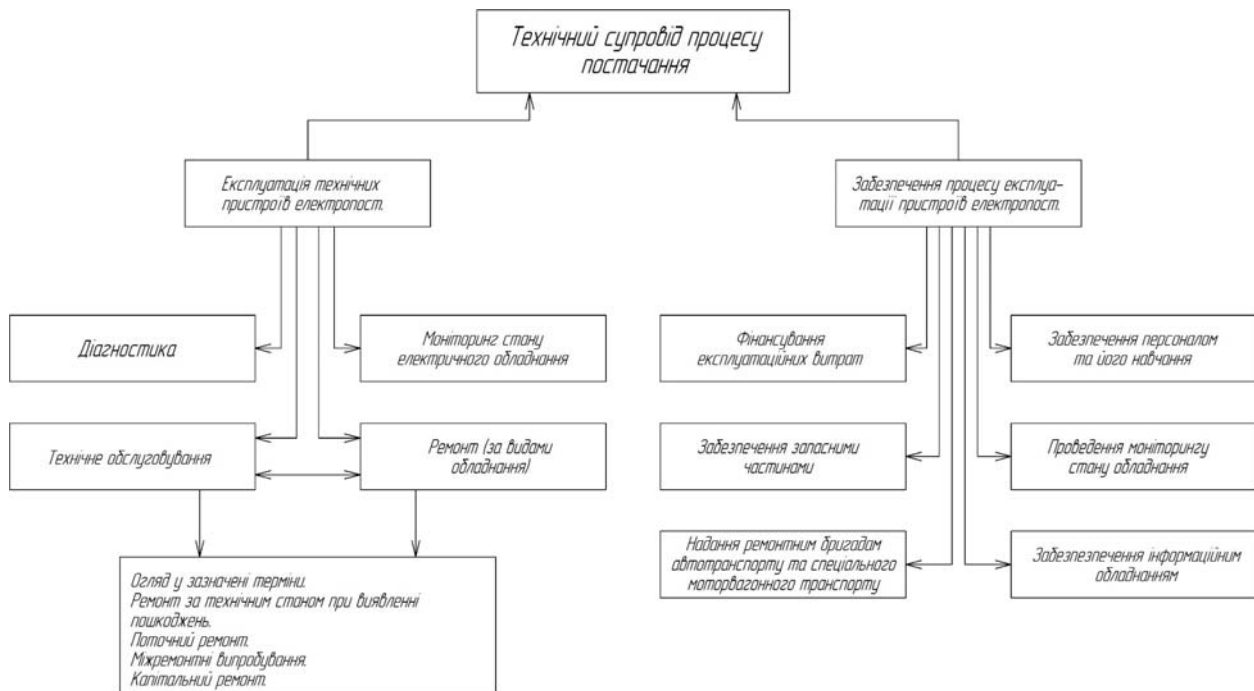 Технічний супровід процесу
постачання
Експлуатація технічних
пристроїв електропост.
Забезпечення процесу експлуа-
тації пристроїв електропост.
Діагностика
Моніторинг стану
електричного обладнання
Фінансування
експлуатаційних витрат
Забезпечення персоналом
та його навчання
Технічне обслуговування
Ремонт (за видами
обладнання)
Забезпечення запасними
частинами
Проведення моніторингу
стану обладнання
Надання ремонтним бригадам
автотранспорту та спеціального
моторвагонного транспорту
Забезпезпечення інформаційним
обладнанням
Огляд у зазначені терміни.
Ремонт за технічним станом при виявленні
пошкоджень.
Поточний ремонт.
Міжремонтні випробування.
Капітальний ремонт.